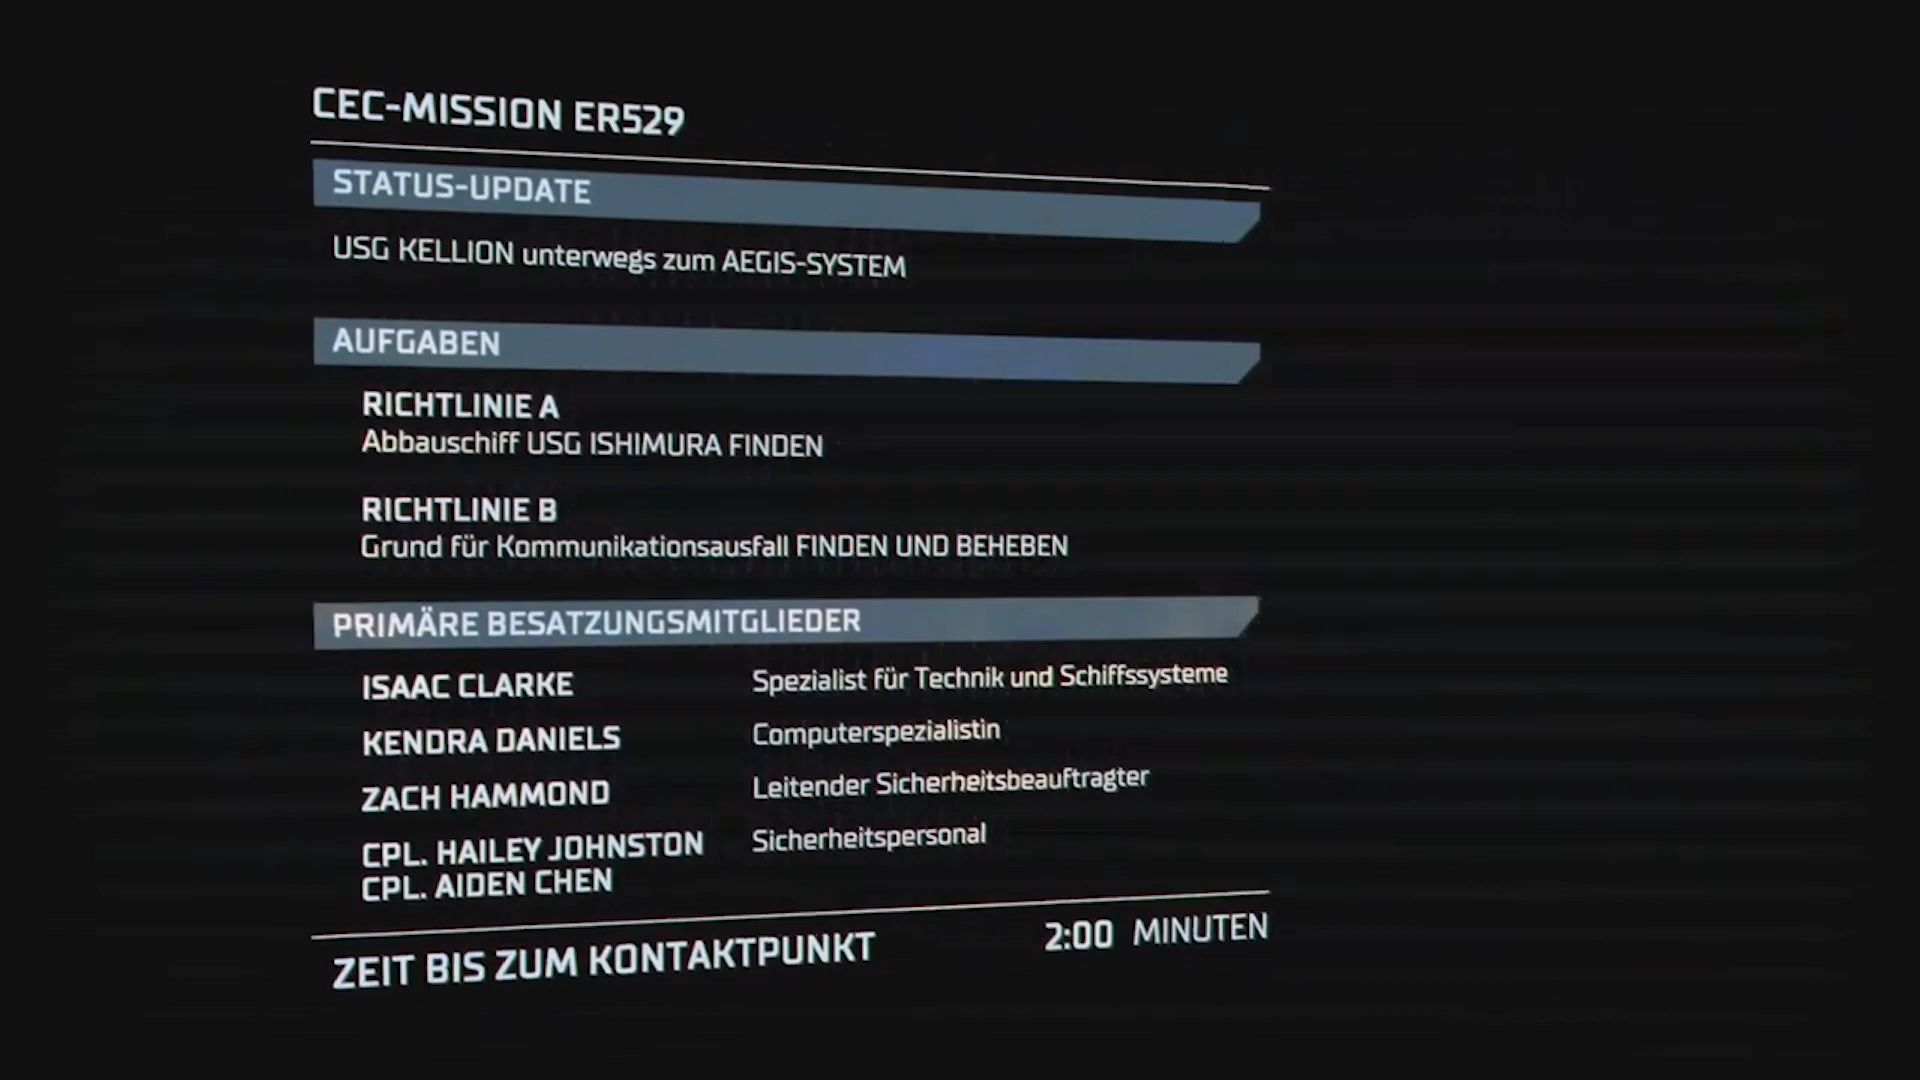 CEC-MISSION ER529
STATUS-UPDATE
USG KELLION unterwegs zum AEGIS-SYSTEM
AUFGABEN
RICHTLINIE A
Abbauschiff USG ISHIMURA FINDEN
RICHTLINIE B
Grund für Kommunikationsausfall FINDEN UND BEHEBEN
PRIMÄRE BESATZUNGSMITGLIEDER
ISAAC CLARKE Spezialist für Technik und Schiffssysteme
KENDRA DANIELS Computerspezialistin
ZACH HAMMOND Leitender Sicherheitsbeauftragter
CPL. HAILEY JOHNSTON Sicherheitspersonal
CPL. AIDEN CHEN
ZEIT BIS ZUM KONTAKTPUNKT 2:00 MINUTEN